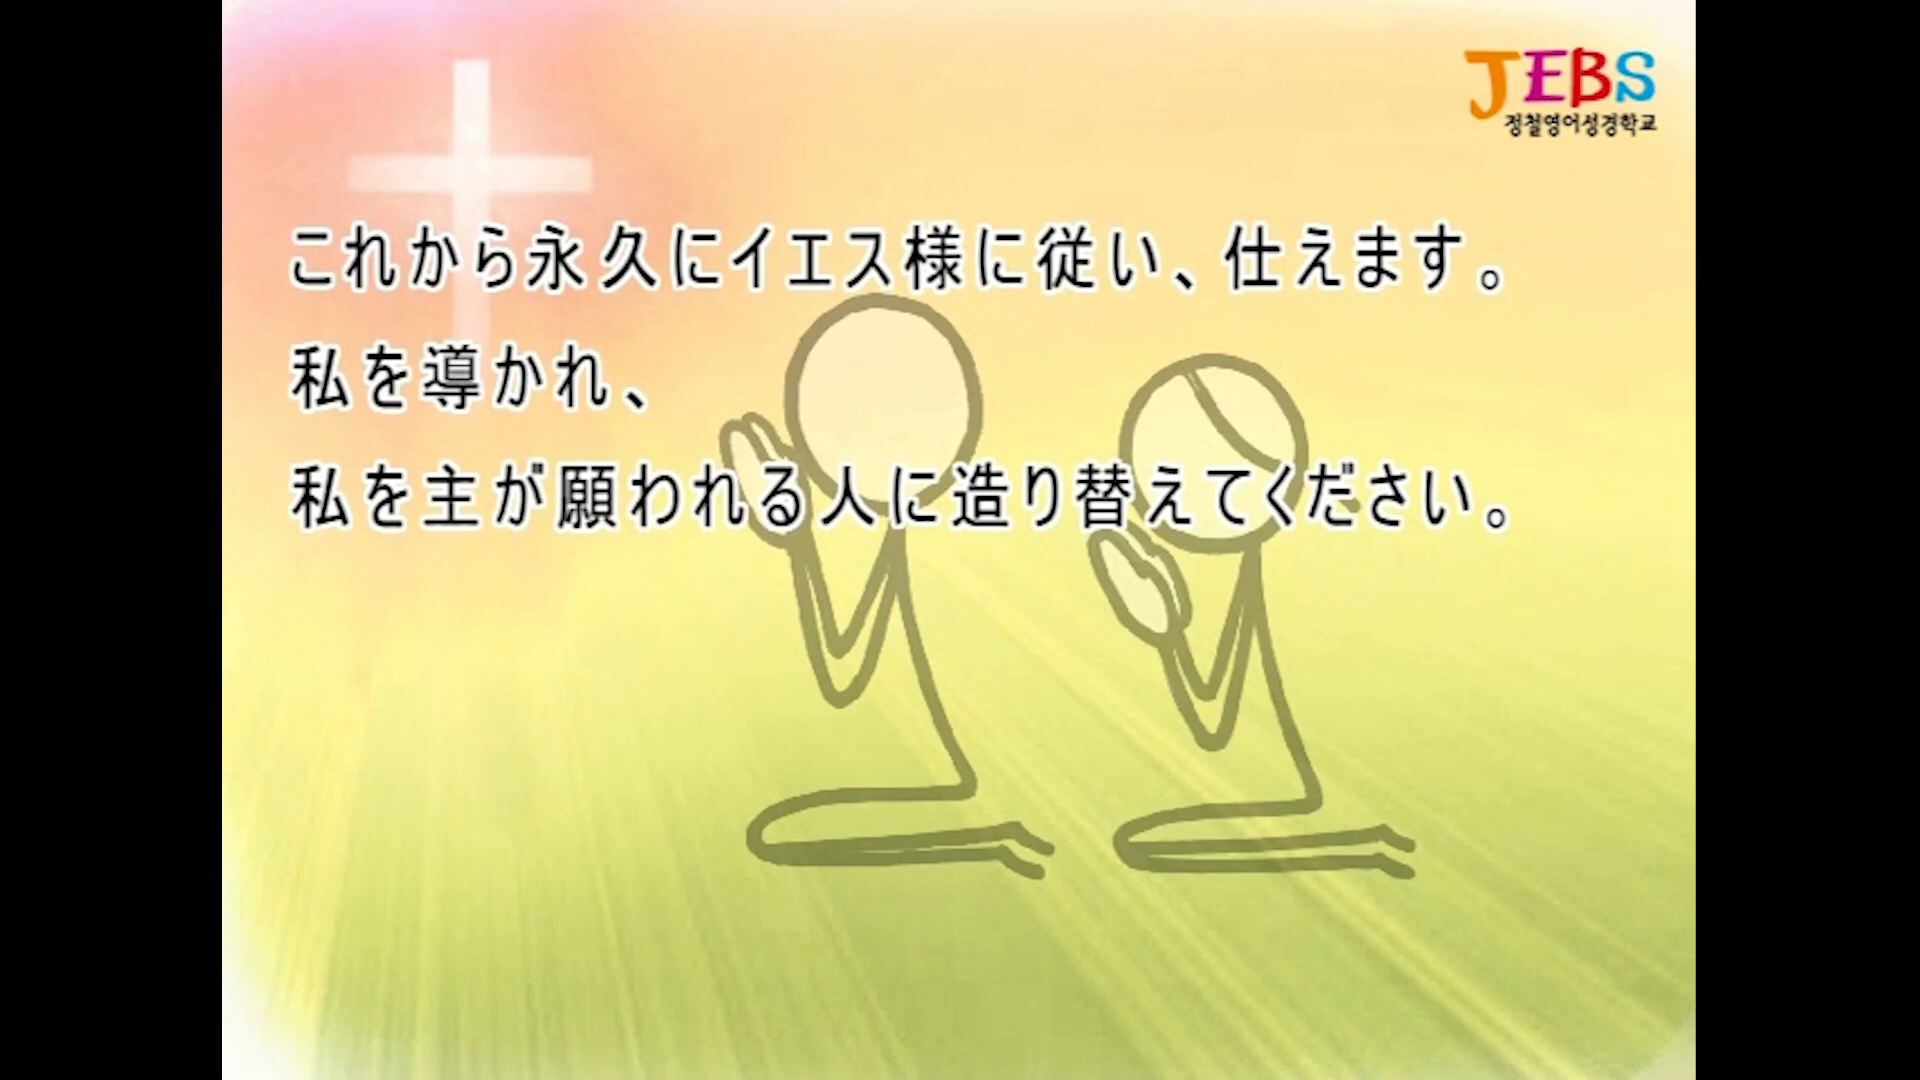 JEBS
정철영어성경학교
これから永久にイエス様に従い、仕えます。
私を導かれ、
私を主が願われる人に造り替えてください。